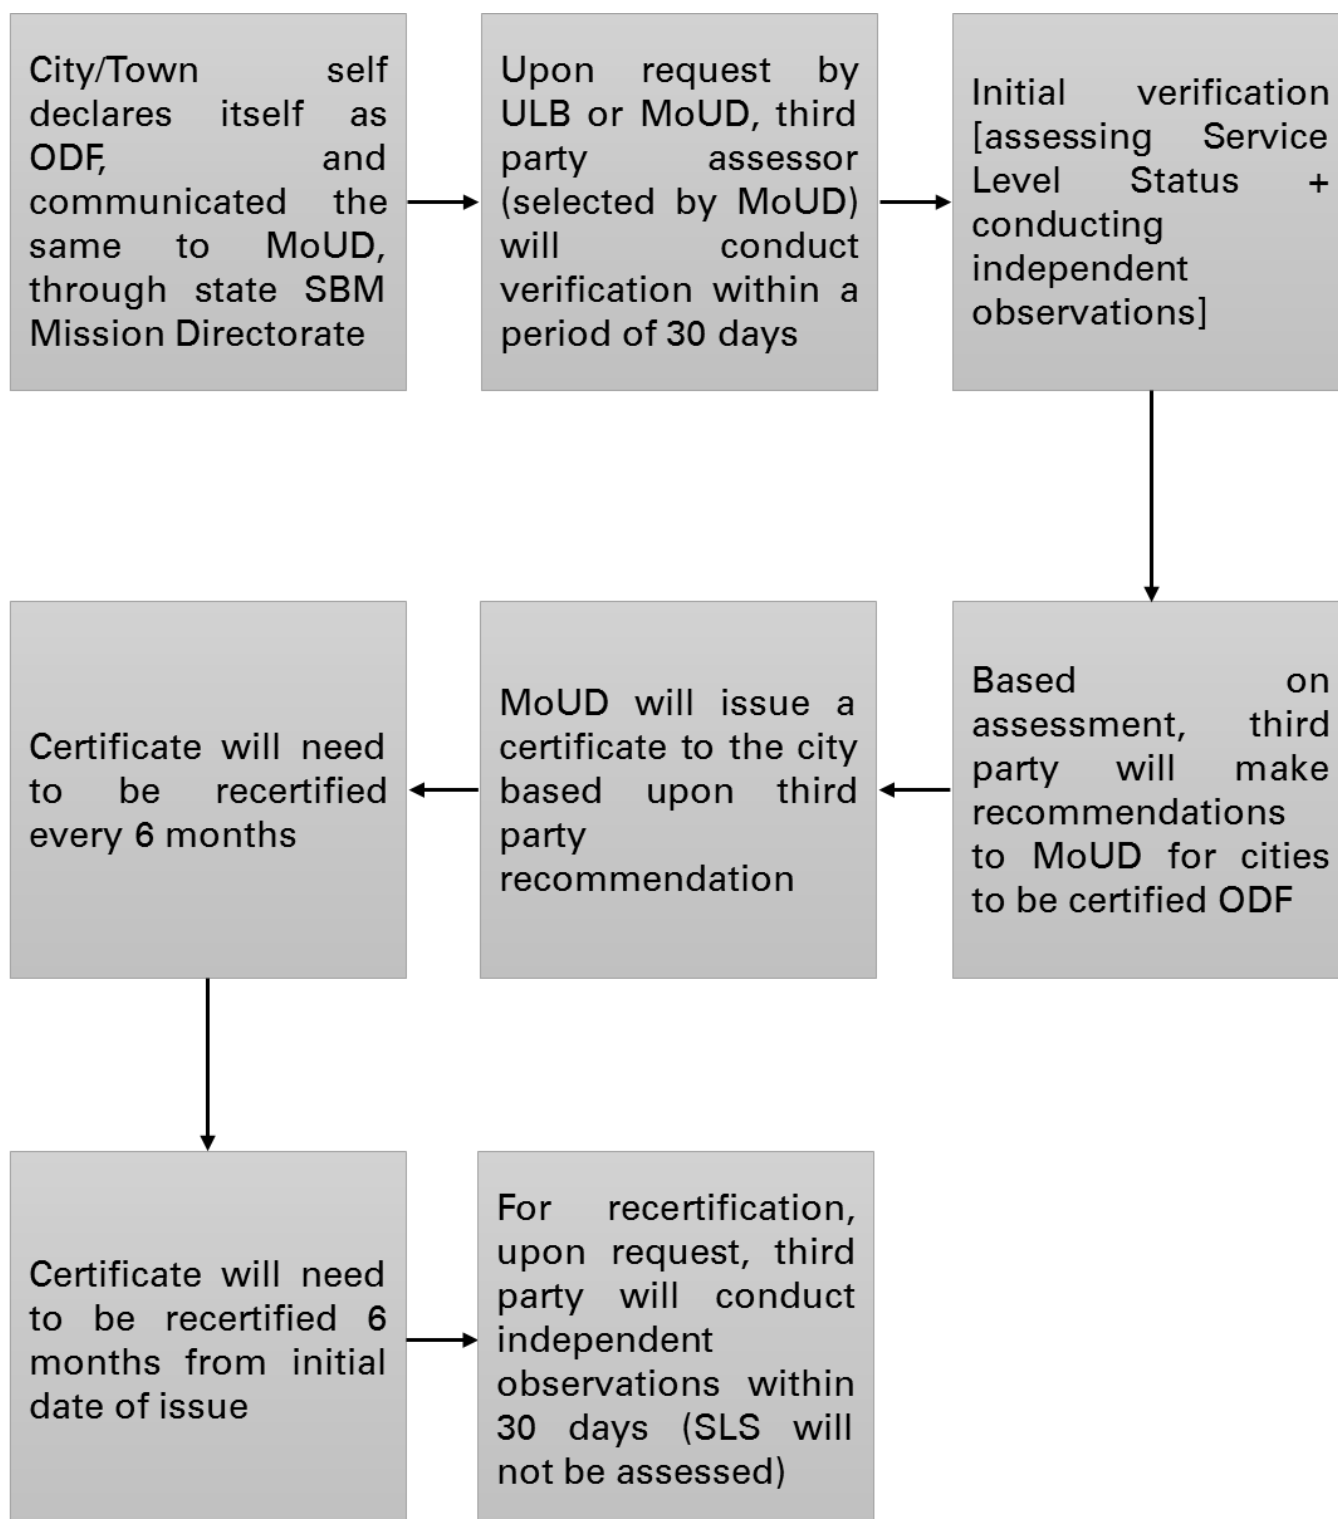 City/Town self
declares itself as
ODF, and
communicated the
same to MoUD,
through state SBM
Mission Directorate
Upon request by
ULB or MoUD, third
party assessor
(selected by MoUD)
will conduct
verification within a
period of 30 days
Initial verification
[assessing Service
Level Status +
conducting
independent
observations]
Based on
assessment, third
party will make
recommendations
to MoUD for cities
to be certified ODF
MoUD will issue a
certificate to the city
based upon third
party
recommendation
Certificate will need
to be recertified
every 6 months
Certificate will need
to be recertified 6
months from initial
date of issue
For recertification,
upon request, third
party will conduct
independent
observations within
30 days (SLS will
not be assessed)